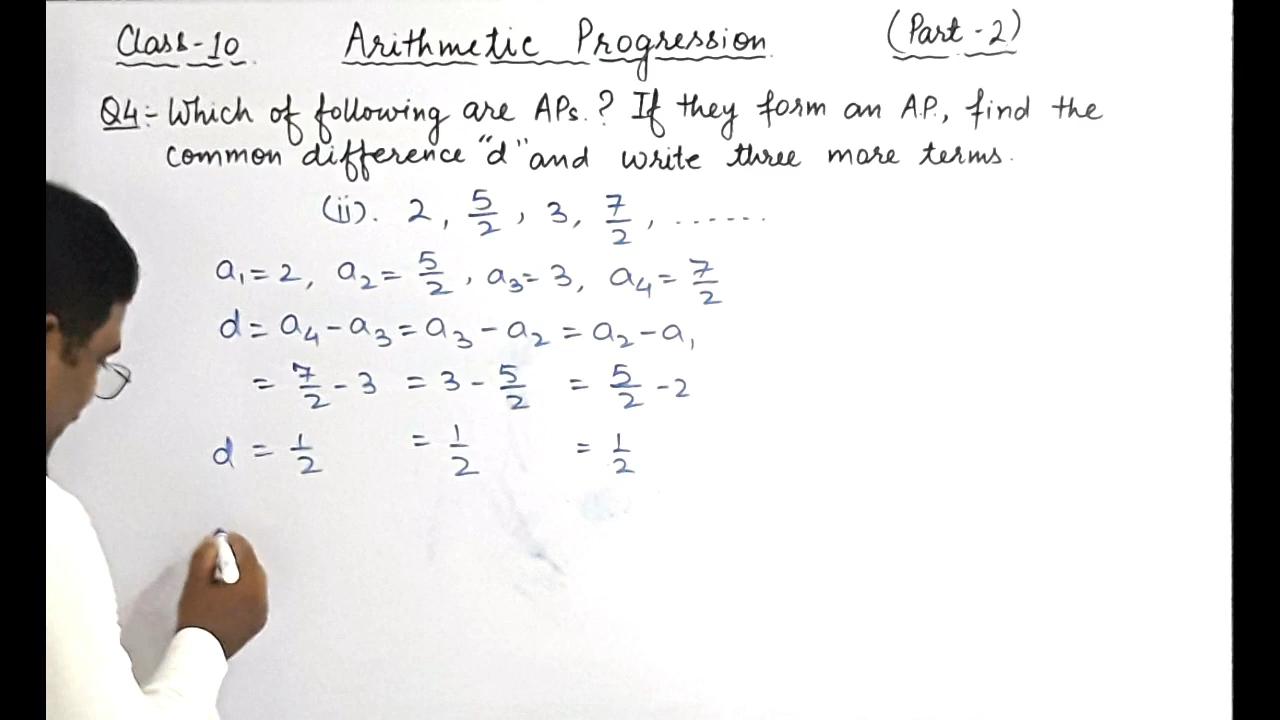 Class-10 Arithmetic Progression (Part-2)
Q4:- Which of following are APs.? If they form an A.P., find the
common difference "d" and write three more terms.
(ii). 2, 5/2, 3, 7/2, .......
a₁=2, a₂=5/2, a₃=3, a₄=7/2
d = a₄-a₃ = a₃-a₂ = a₂-a₁
= 7/2-3 = 3-5/2 = 5/2-2
d = 1/2 = 1/2 = 1/2